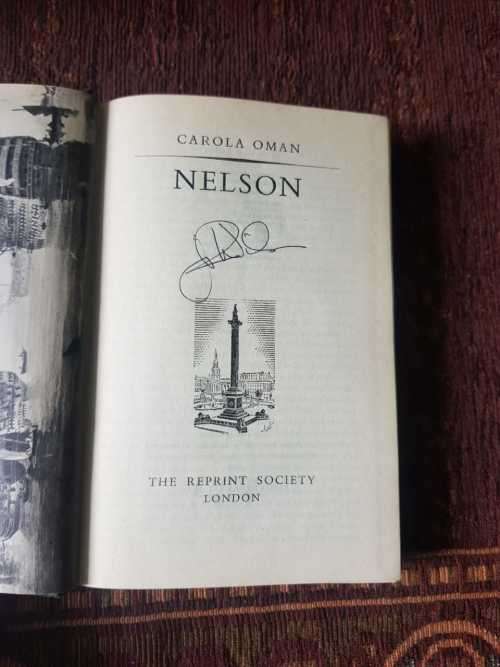 CAROLA OMAN
NELSON
THE REPRINT SOCIETY
LONDON